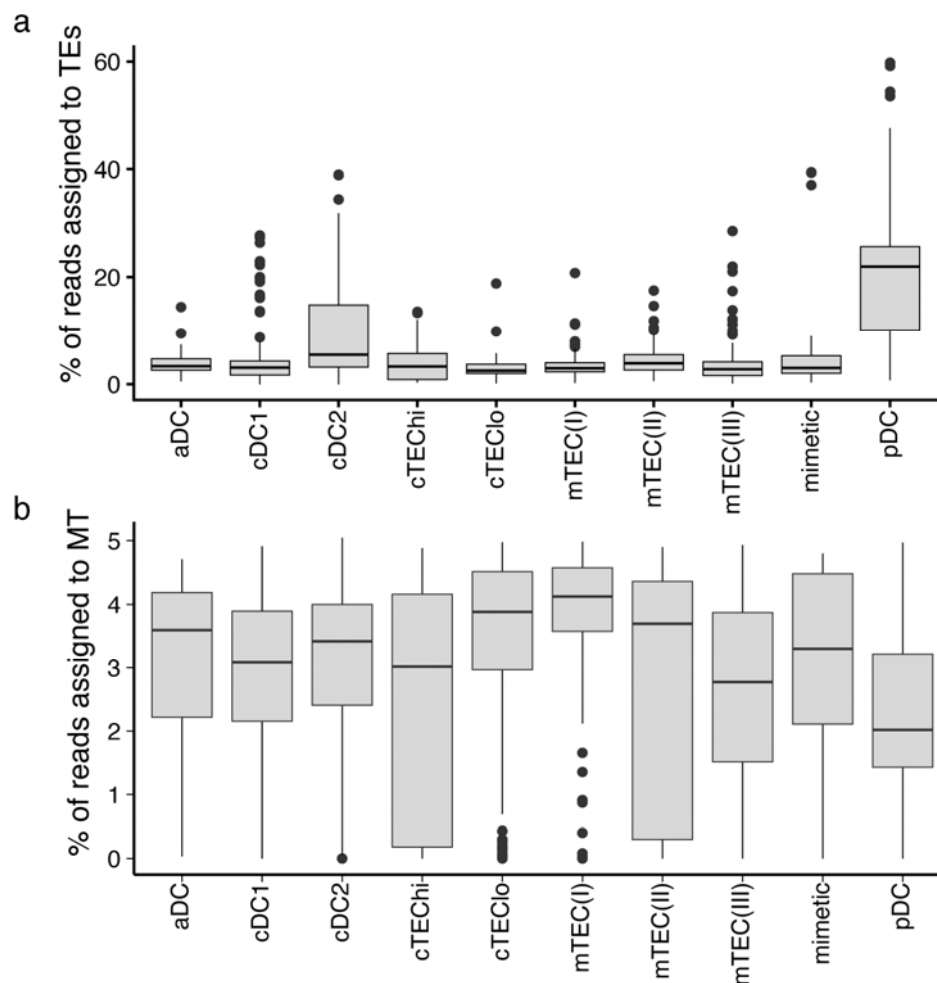 a
% of reads assigned to TEs
60
40
20
0
aDC
cDC1
cDC2
cTEChi
cTEClo
mTEC(I)
mTEC(II)
mTEC(III)
mimetic
pDC
b
% of reads assigned to MT
5
4
3
2
1
0
aDC
cDC1
cDC2
cTEChi
cTEClo
mTEC(I)
mTEC(II)
mTEC(III)
mimetic
pDC